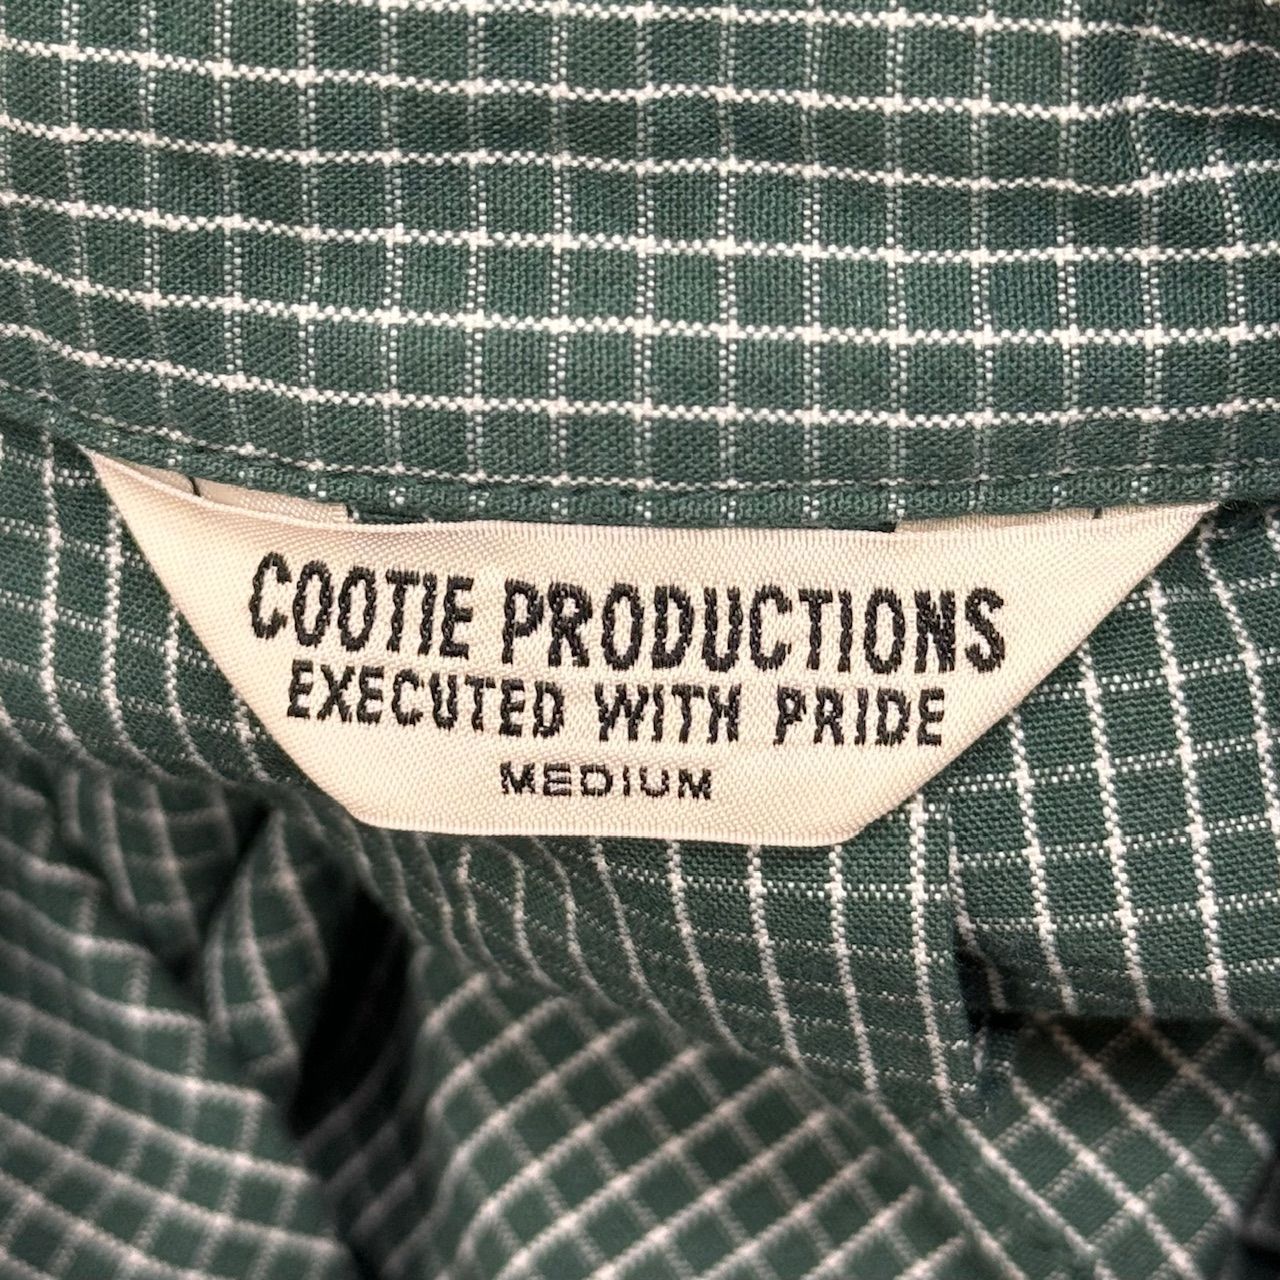 COOTIE PRODUCTIONS
EXECUTED WITH PRIDE
MEDIUM